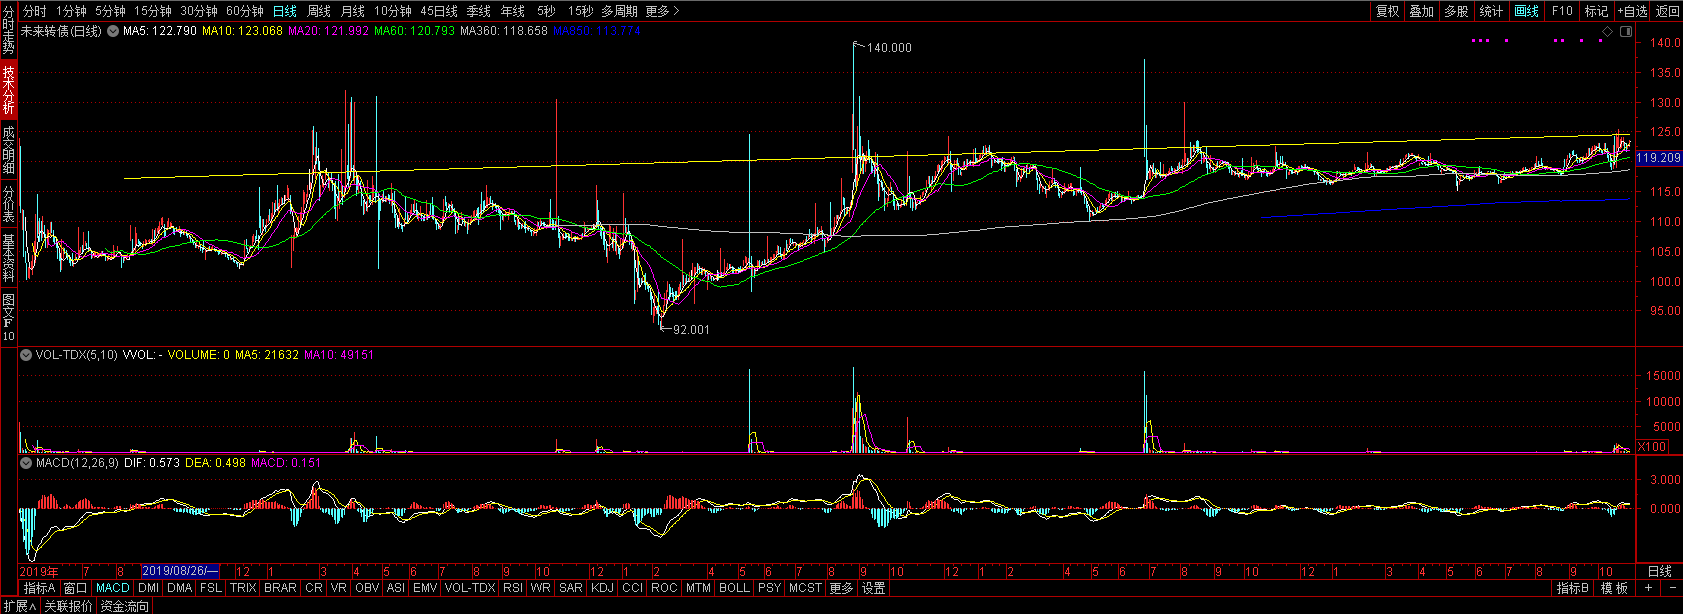 分时 1分钟 5分钟 15分钟 30分钟 60分钟 日线 周线 月线 10分钟 45日线 季线 年线 5秒 15秒 多周期 更多 复权 叠加 多股 统计 画线 F10 标记 +自选 返回
分时走势
技术分析
成交明细
分价表
基本资料
图文F10
未来转债(日线) MA5: 122.790 MA10: 123.068 MA20: 121.992 MA60: 120.793 MA360: 118.658 MA850: 113.774
140.000
92.001
140.0
135.0
130.0
125.0
119.209
115.0
110.0
105.0
100.0
95.00
VOL-TDX(5,10) VVOL: - VOLUME: 0 MA5: 21632 MA10: 49151
15000
10000
5000
X100
MACD(12,26,9) DIF: 0.573 DEA: 0.498 MACD: 0.151
3.000
0.000
2019年 7 8 2019/08/26/一 12 1 3 4 5 6 7 8 9 10 12 1 2 4 5 6 7 8 9 10 12 1 2 4 5 6 7 8 9 10 12 1 3 4 5 6 7 8 9 10 日线
指标A 窗口 MACD DMI DMA FSL TRIX BRAR CR VR OBV ASI EMV VOL-TDX RSI WR SAR KDJ CCI ROC MTM BOLL PSY MCST 更多 设置 指标B 模板 + -
扩展∧ 关联报价 资金流向